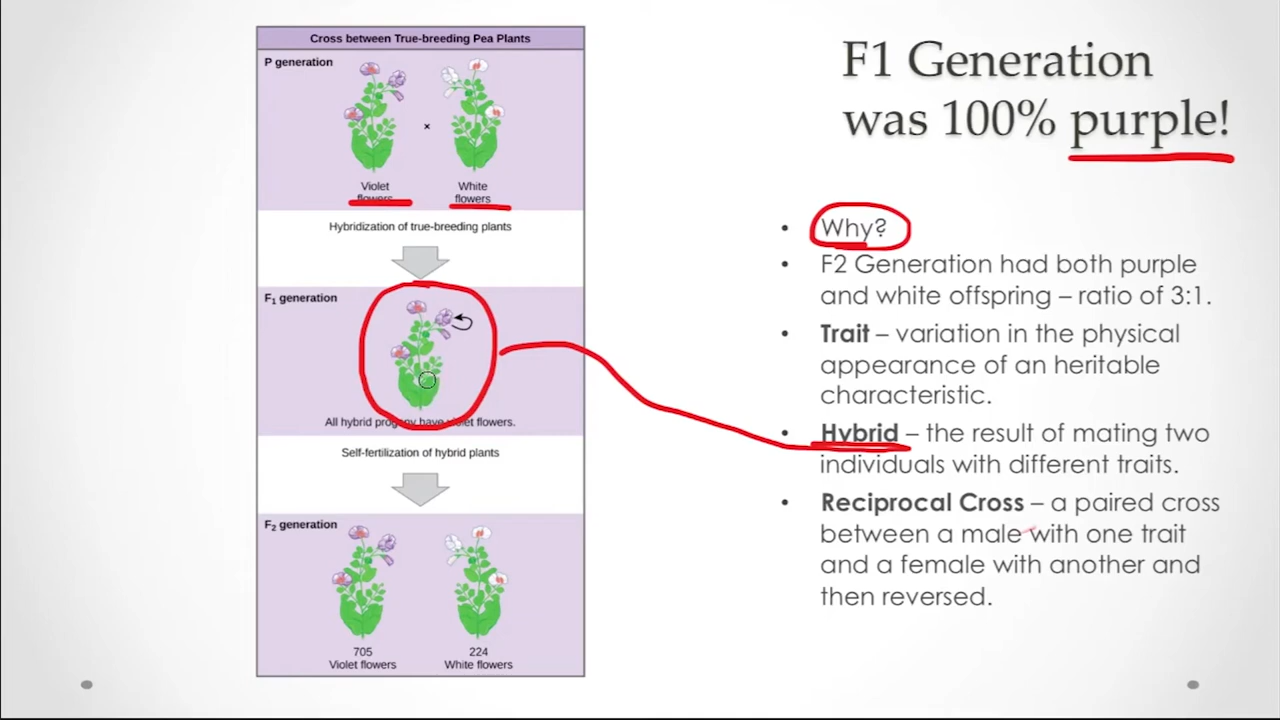 Cross between True-breeding Pea Plants
P generation
×
Violet
flowers
White
flowers
Hybridization of true-breeding plants
F₁ generation
All hybrid progeny have violet flowers.
Self-fertilization of hybrid plants
F₂ generation
705
Violet flowers
224
White flowers
F1 Generation
was 100% purple!
• Why?
• F2 Generation had both purple
and white offspring – ratio of 3:1.
• Trait – variation in the physical
appearance of an heritable
characteristic.
• Hybrid – the result of mating two
individuals with different traits.
• Reciprocal Cross – a paired cross
between a male with one trait
and a female with another and
then reversed.